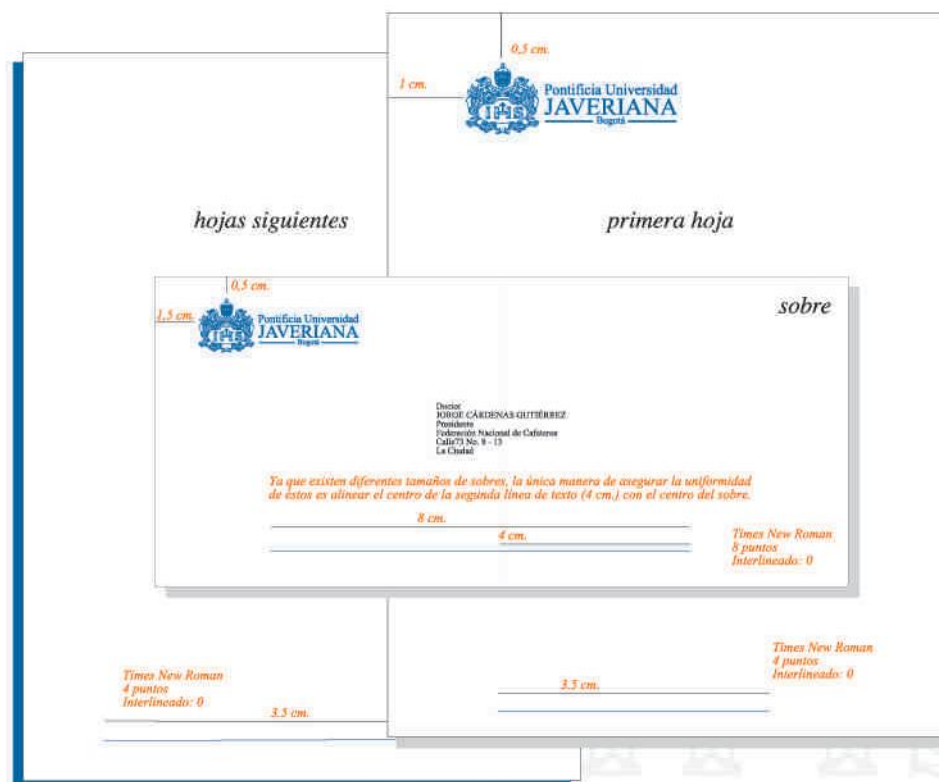 0,5 cm.
1 cm.
Pontificia Universidad
JAVERIANA
Bogotá
hojas siguientes
primera hoja
0,5 cm.
1,5 cm.
Pontificia Universidad
JAVERIANA
Bogotá
sobre
Doctor
JORGE CÁRDENAS GUTIÉRREZ
Presidente
Federación Nacional de Cafeteros
Calle73 No. 8 - 13
La Ciudad
Ya que existen diferentes tamaños de sobres, la única manera de asegurar la uniformidad
de éstos es alinear el centro de la segunda línea de texto (4 cm.) con el centro del sobre.
8 cm.
4 cm.
Times New Roman
8 puntos
Interlineado: 0
Times New Roman
4 puntos
Interlineado: 0
3.5 cm.
Times New Roman
4 puntos
Interlineado: 0
3.5 cm.